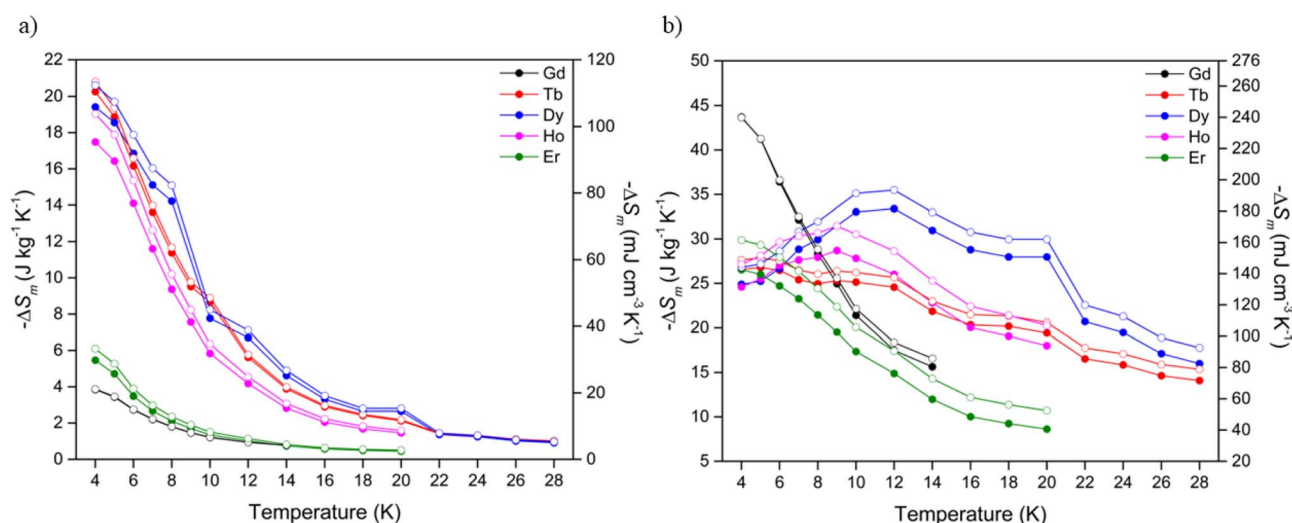 a)
22
20
18
16
14
12
10
8
6
4
2
0
-ΔSₘ (J kg⁻¹ K⁻¹)
120
100
80
60
40
20
0
-ΔSₘ (mJ cm⁻³ K⁻¹)
Gd
Tb
Dy
Ho
Er
4 6 8 10 12 14 16 18 20 22 24 26 28
Temperature (K)
b)
50
45
40
35
30
25
20
15
10
5
-ΔSₘ (J kg⁻¹ K⁻¹)
276
260
240
220
200
180
160
140
120
100
80
60
40
20
-ΔSₘ (mJ cm⁻³ K⁻¹)
Gd
Tb
Dy
Ho
Er
4 6 8 10 12 14 16 18 20 22 24 26 28
Temperature (K)